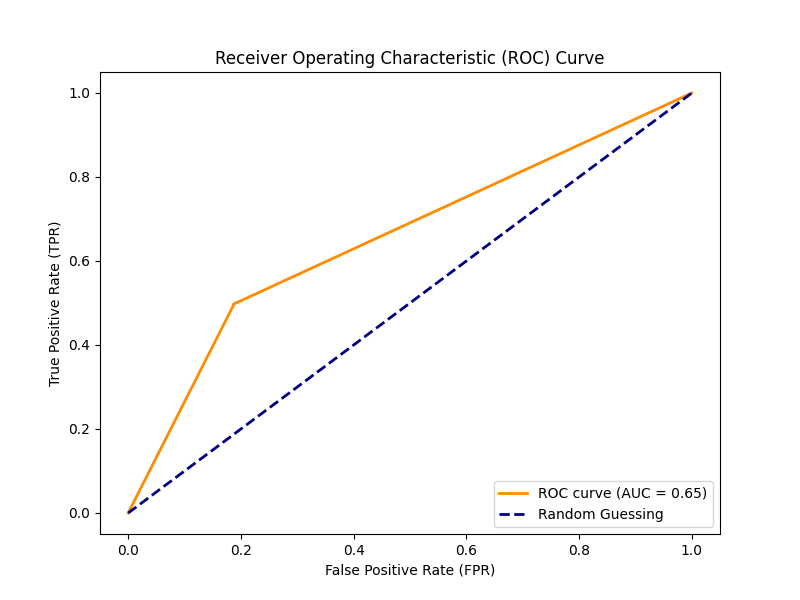 Receiver Operating Characteristic (ROC) Curve
1.0
0.8
0.6
0.4
0.2
0.0
True Positive Rate (TPR)
ROC curve (AUC = 0.65)
Random Guessing
0.0 0.2 0.4 0.6 0.8 1.0
False Positive Rate (FPR)